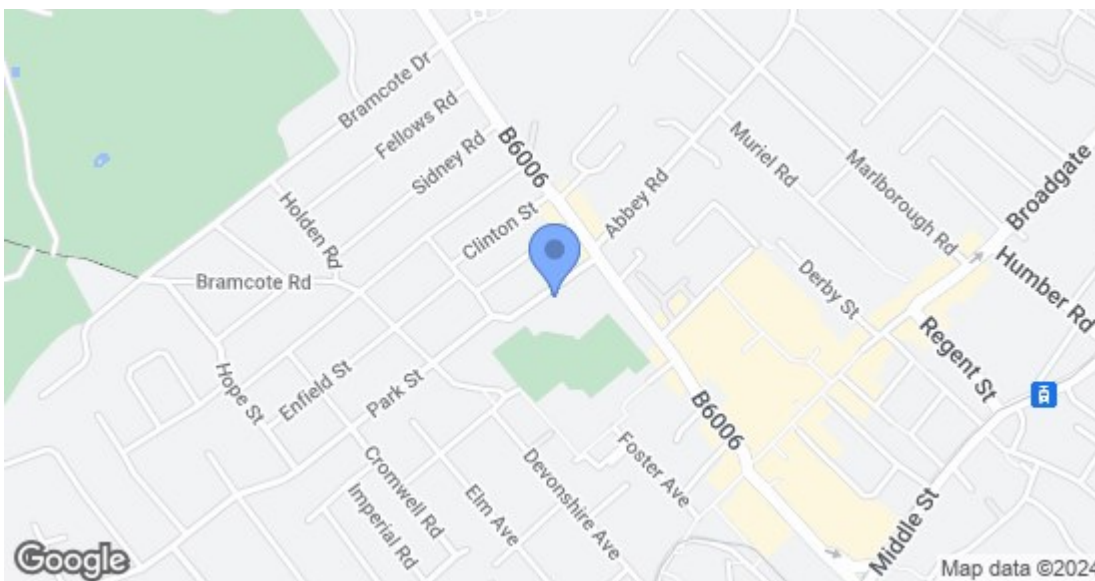 Bramcote Dr
Fellows Rd
Sidney Rd
B6006
Clinton St
Abbey Rd
Muriel Rd
Marlborough Rd
Broadgate
Humber Rd
Holden Rd
Bramcote Rd
Derby St
Regent St
Hope St
Enfield St
Park St
B6006
Foster Ave
Devonshire Ave
Elm Ave
Cromwell Rd
Imperial Rd
Middle St
Google
Map data ©2024